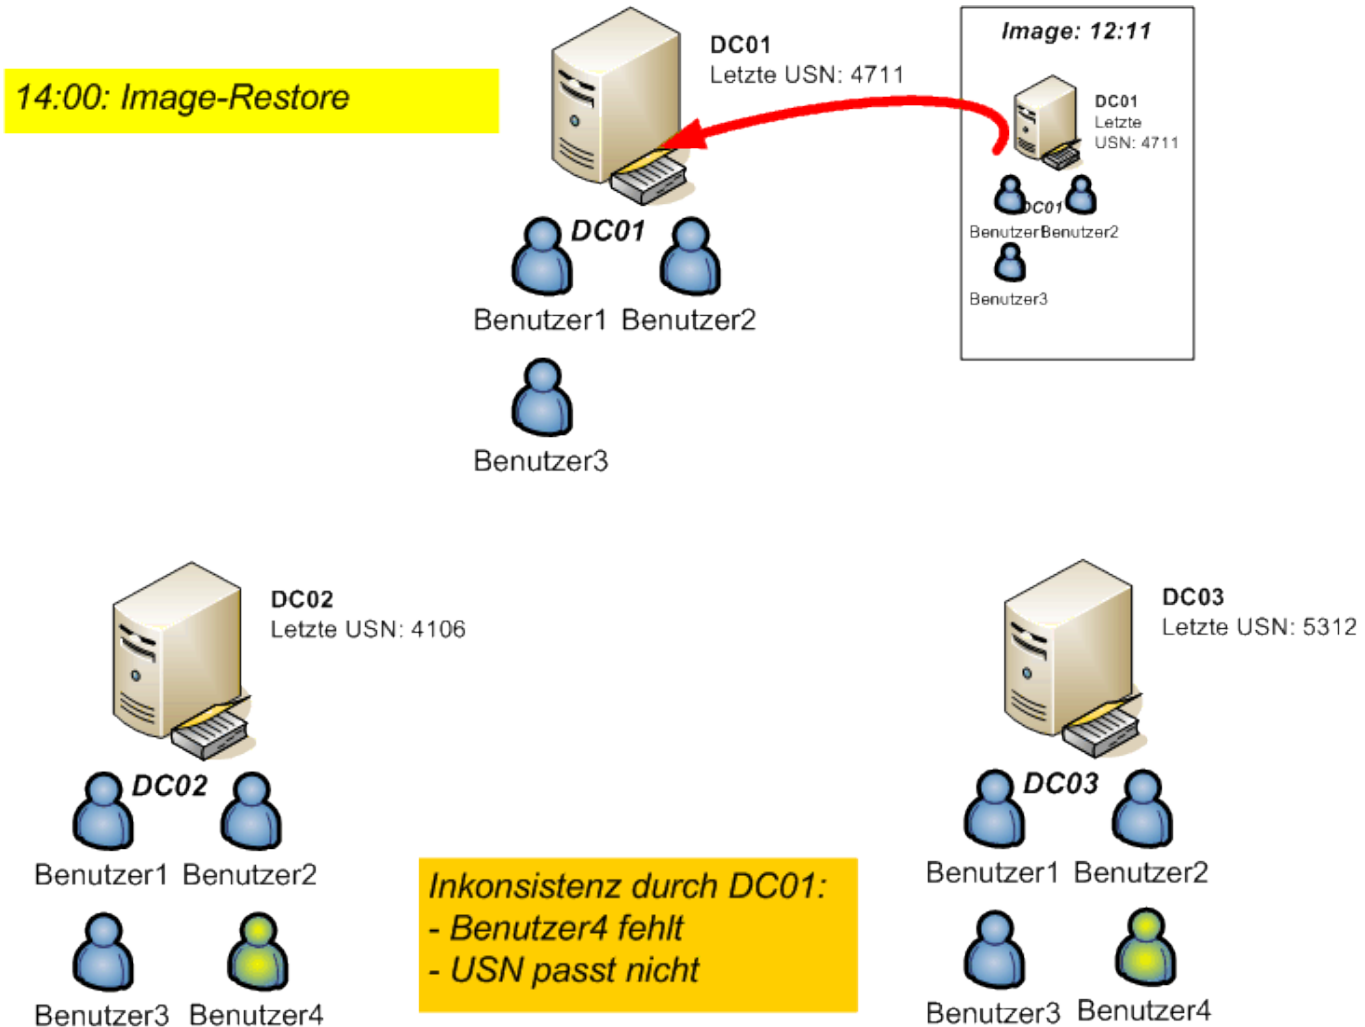 14:00: Image-Restore
DC01
Letzte USN: 4711
DC01
Benutzer1 Benutzer2
Benutzer3
Image: 12:11
DC01
Letzte
USN: 4711
DC01
Benutzer1 Benutzer2
Benutzer3
DC02
Letzte USN: 4106
DC02
Benutzer1 Benutzer2
Benutzer3 Benutzer4
Inkonsistenz durch DC01:
- Benutzer4 fehlt
- USN passt nicht
DC03
Letzte USN: 5312
DC03
Benutzer1 Benutzer2
Benutzer3 Benutzer4